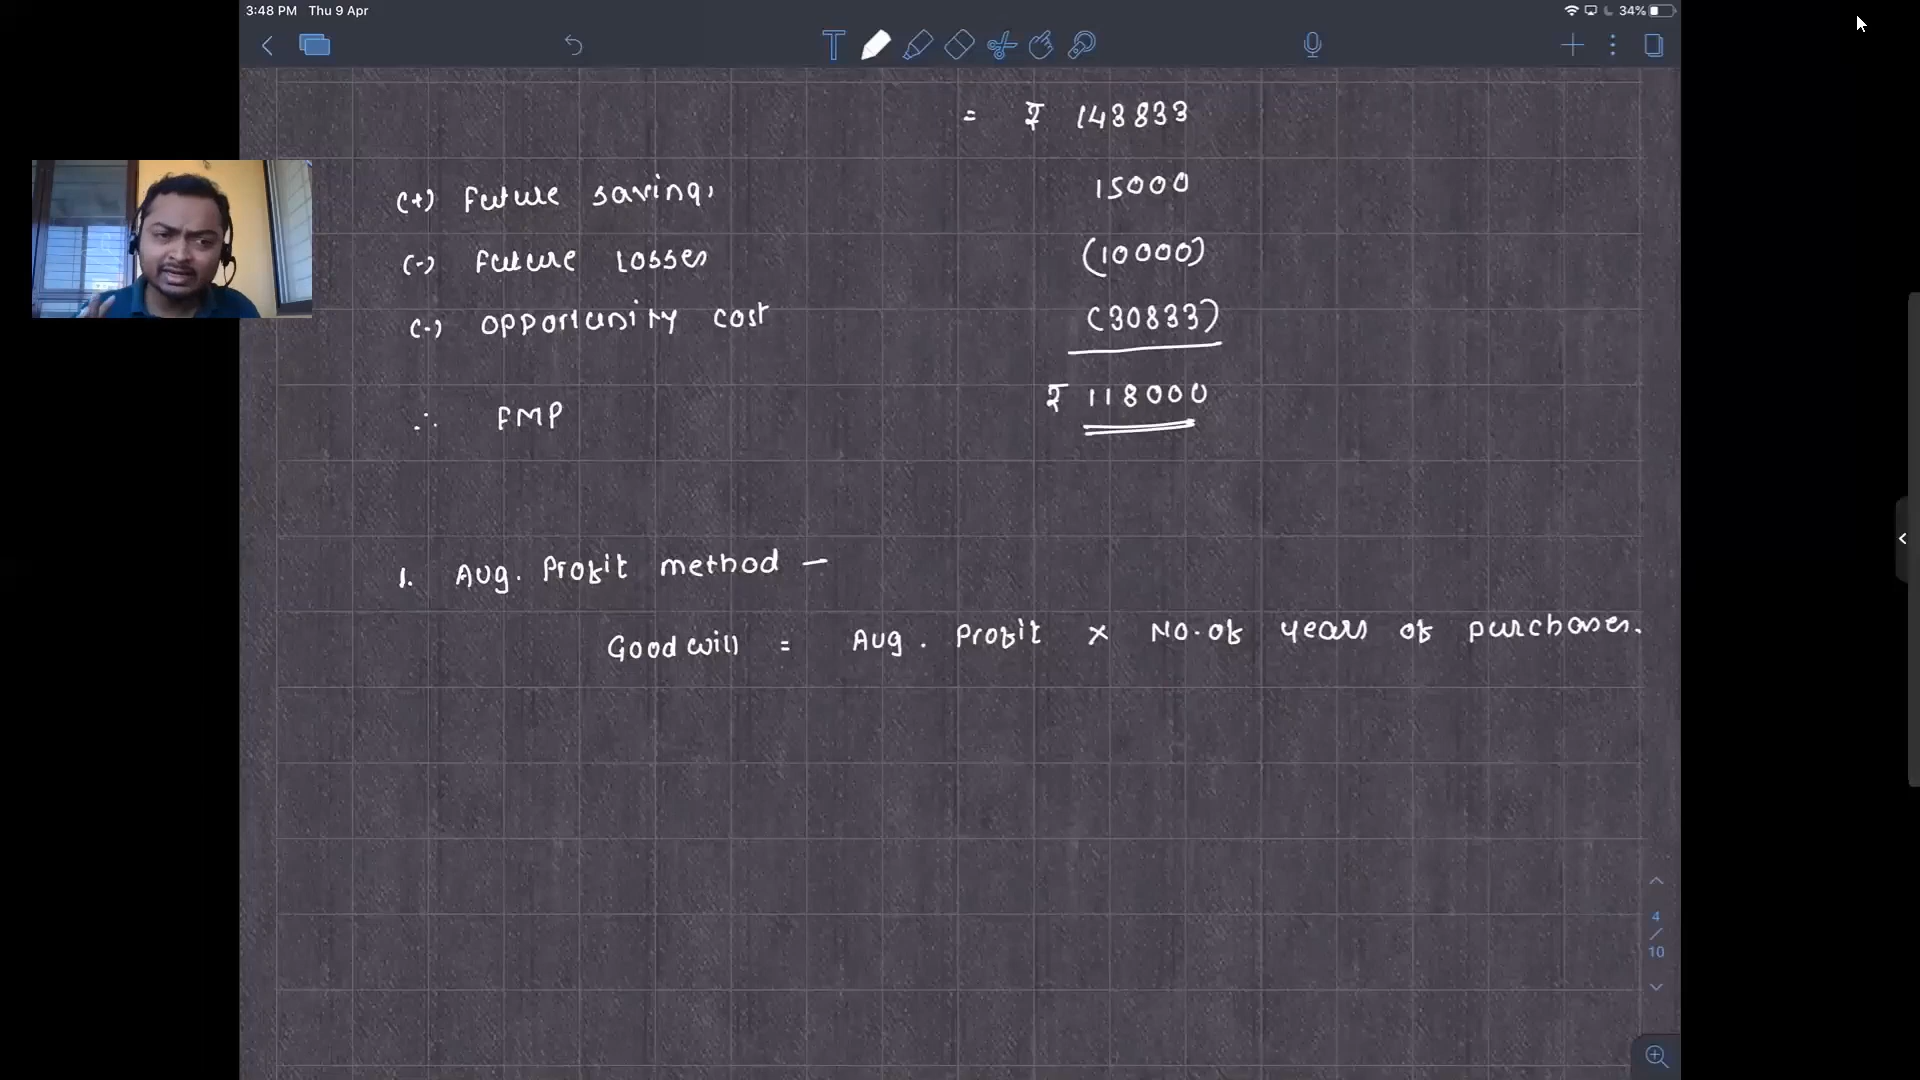 3:48 PM Thu 9 Apr
34%
T
= ₹ 143833
(+) Future saving, 15000
(-) Future Losses (10000)
(-) opportunity cost (30833)
∴ FMP ₹ 118000
1. Avg. Profit method —
Goodwill = Avg. Profit × No. of years of purchases.
4
/
10